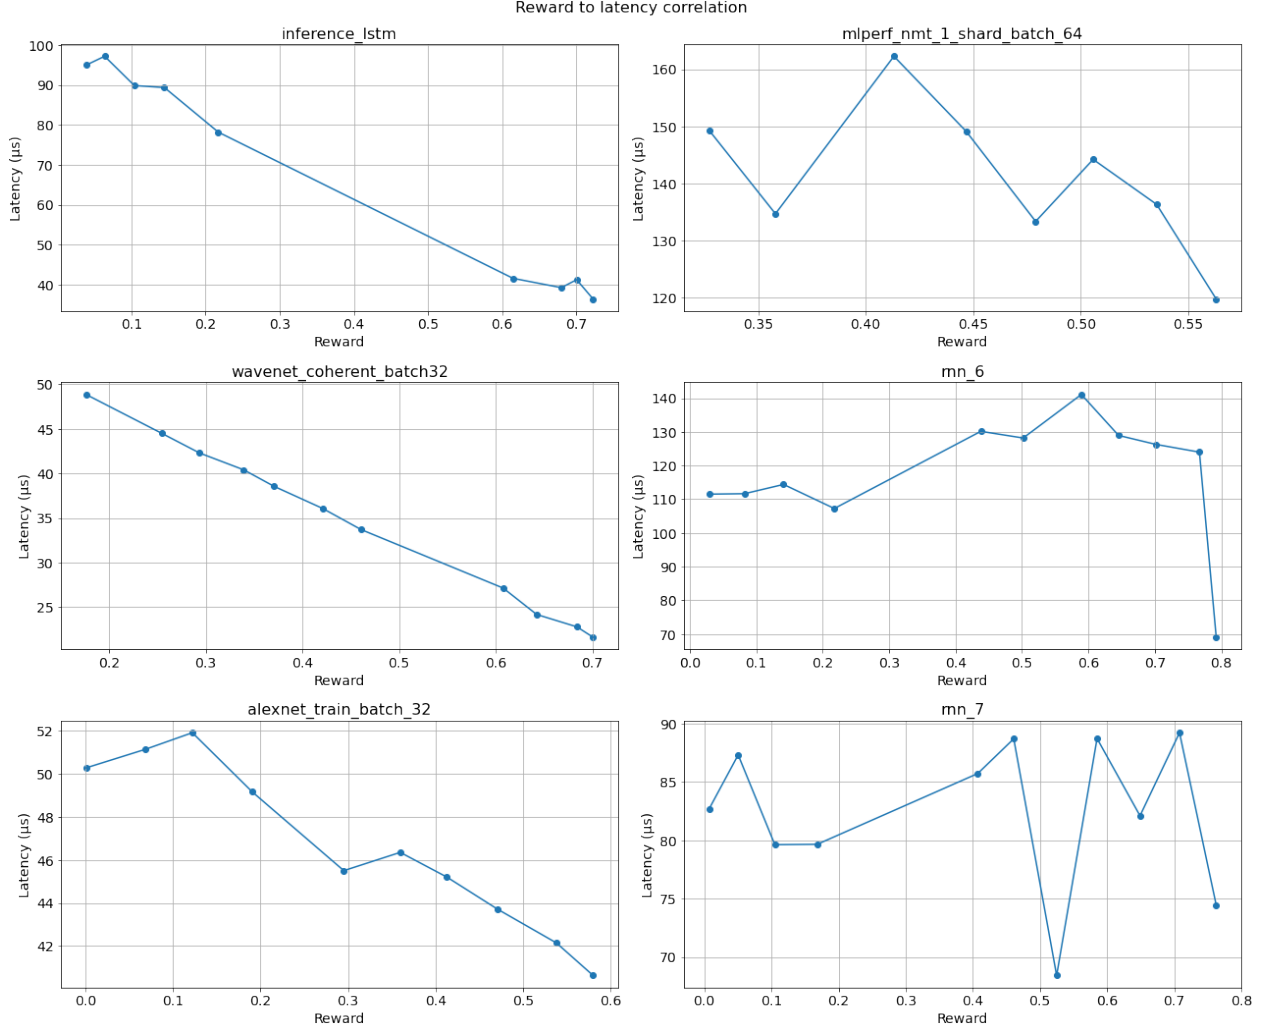 Reward to latency correlation
inference_lstm
100
90
80
70
60
50
40
Latency (µs)
0.1 0.2 0.3 0.4 0.5 0.6 0.7
Reward
mlperf_nmt_1_shard_batch_64
160
150
140
130
120
Latency (µs)
0.35 0.40 0.45 0.50 0.55
Reward
wavenet_coherent_batch32
50
45
40
35
30
25
Latency (µs)
0.2 0.3 0.4 0.5 0.6 0.7
Reward
rnn_6
140
130
120
110
100
90
80
70
Latency (µs)
0.0 0.1 0.2 0.3 0.4 0.5 0.6 0.7 0.8
Reward
alexnet_train_batch_32
52
50
48
46
44
42
Latency (µs)
0.0 0.1 0.2 0.3 0.4 0.5 0.6
Reward
rnn_7
90
85
80
75
70
Latency (µs)
0.0 0.1 0.2 0.3 0.4 0.5 0.6 0.7 0.8
Reward